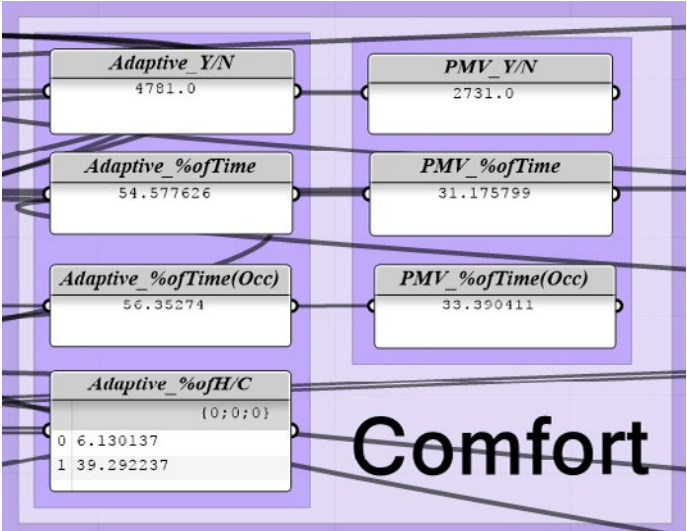 Adaptive_Y/N
4781.0
PMV_Y/N
2731.0
Adaptive_%ofTime
54.577626
PMV_%ofTime
31.175799
Adaptive_%ofTime(Occ)
56.35274
PMV_%ofTime(Occ)
33.390411
Adaptive_%ofH/C
{0;0;0}
0 6.130137
1 39.292237
Comfort